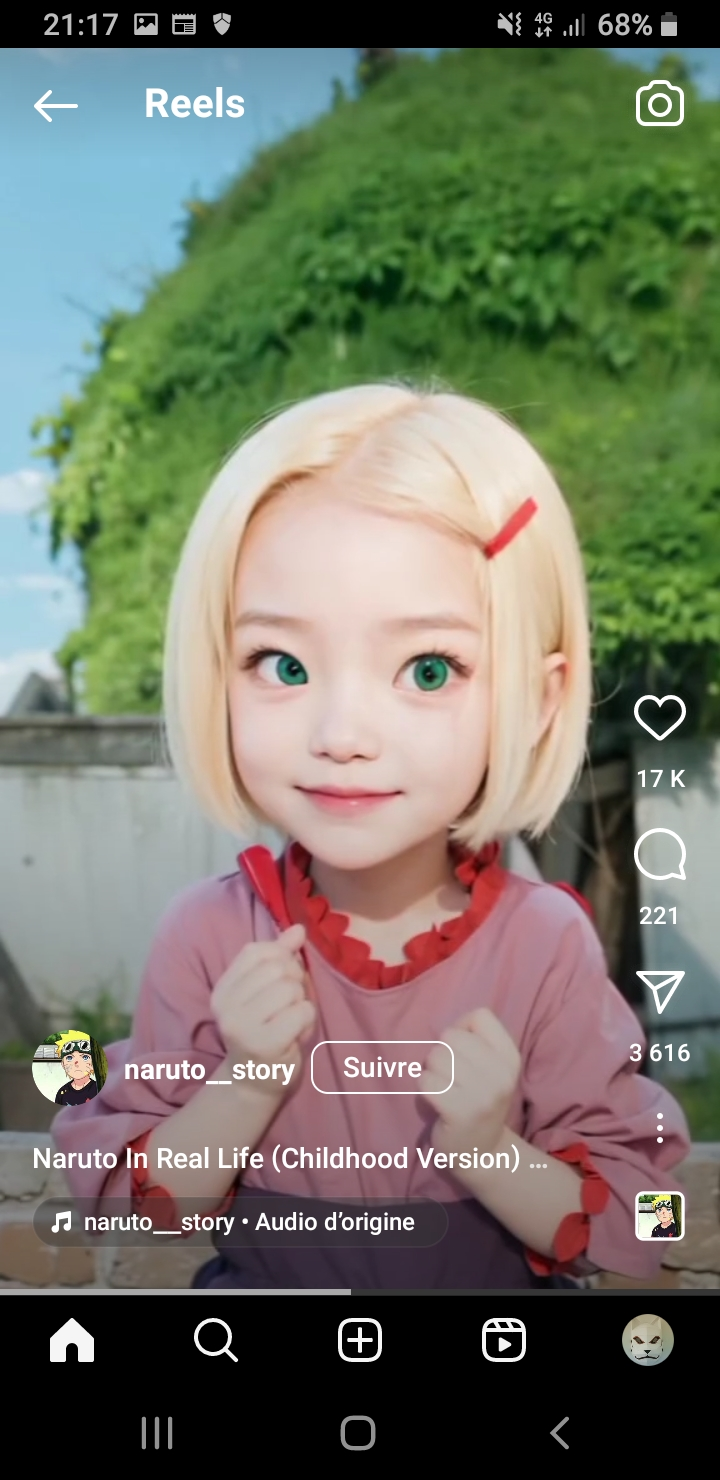 21:17
4G
68%
Reels
17 K
221
3 616
naruto__story
Suivre
Naruto In Real Life (Childhood Version) ...
naruto__story • Audio d’origine